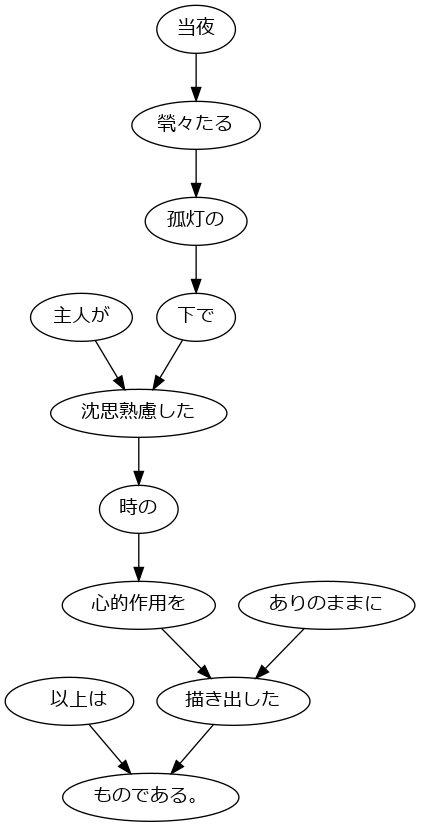 当夜
煢々たる
孤灯の
主人が
下で
沈思熟慮した
時の
心的作用を
ありのままに
以上は
描き出した
ものである。